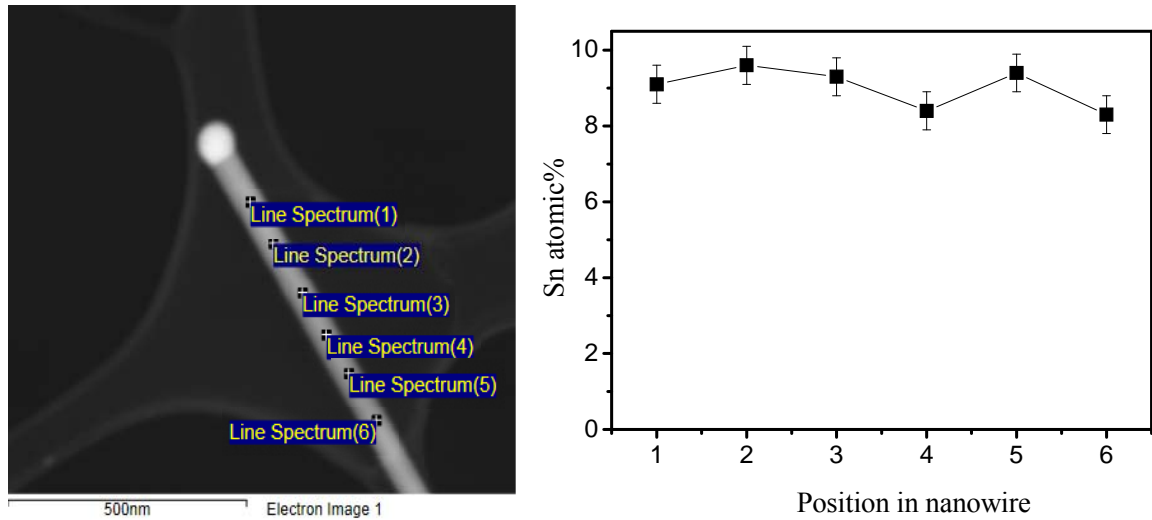 Line Spectrum(1)
Line Spectrum(2)
Line Spectrum(3)
Line Spectrum(4)
Line Spectrum(5)
Line Spectrum(6)
500nm
Electron Image 1
Sn atomic%
10
8
6
4
2
0
1 2 3 4 5 6
Position in nanowire